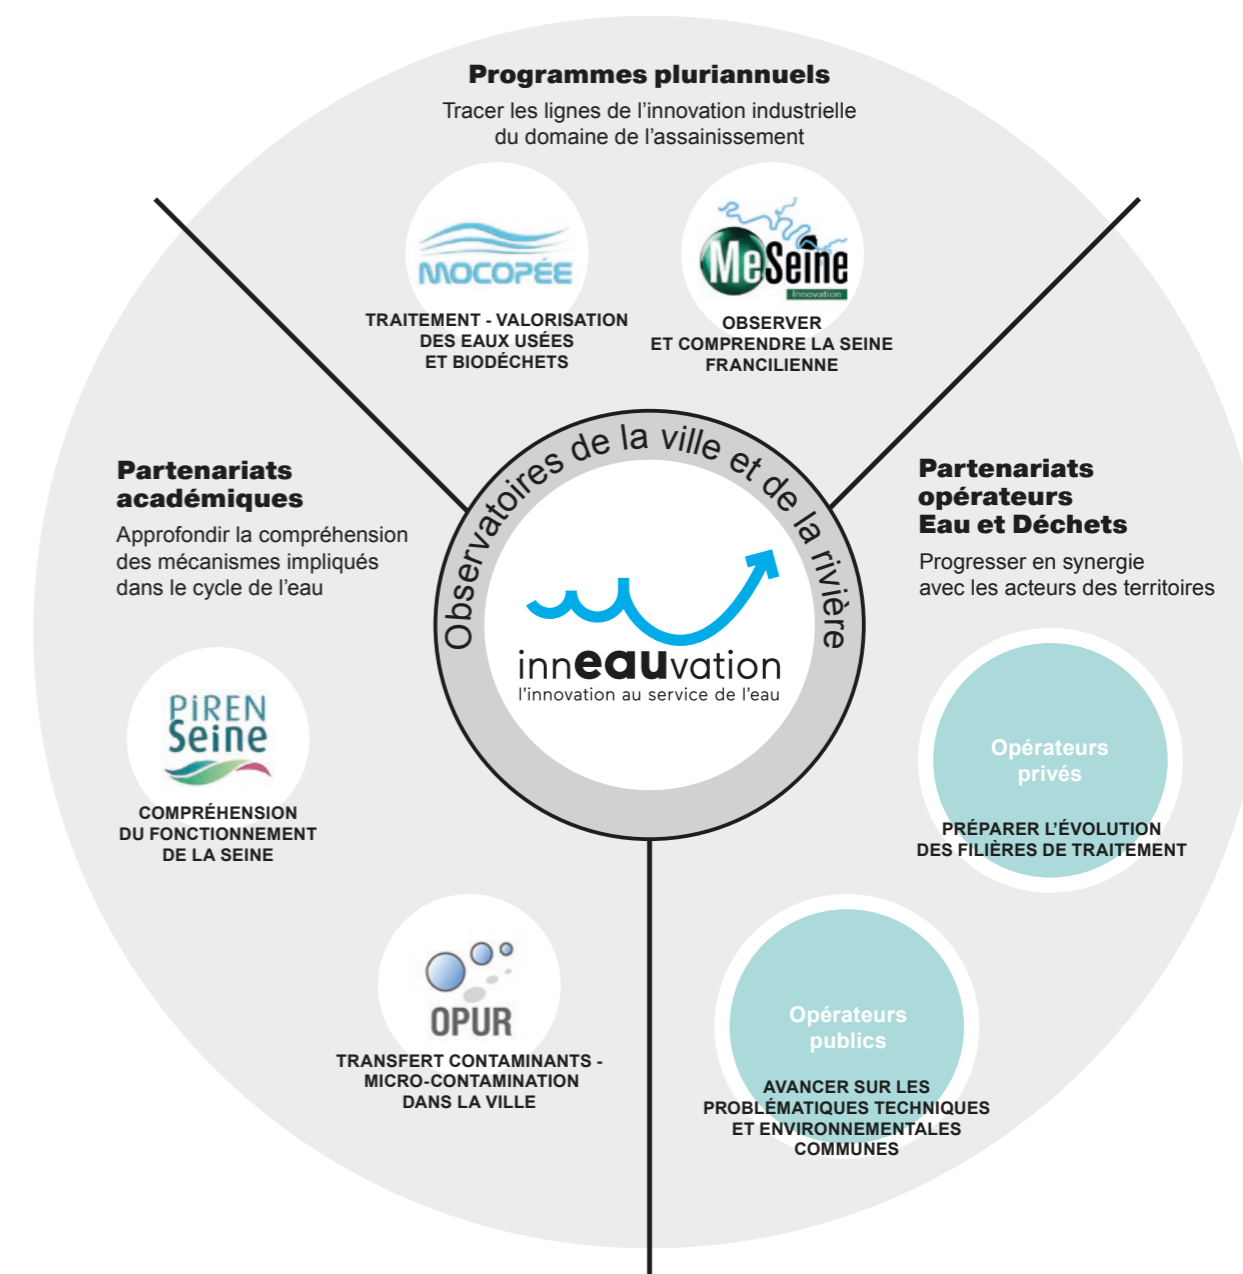 Programmes pluriannuels
Tracer les lignes de l’innovation industrielle
du domaine de l’assainissement
MOCOPÉE
TRAITEMENT - VALORISATION
DES EAUX USÉES
ET BIODÉCHETS
MeSeine
Innovation
OBSERVER
ET COMPRENDRE LA SEINE
FRANCILIENNE
Observatoires de la ville et de la rivière
inneauvation
l’innovation au service de l’eau
Partenariats
académiques
Approfondir la compréhension
des mécanismes impliqués
dans le cycle de l’eau
PiREN
Seine
COMPRÉHENSION
DU FONCTIONNEMENT
DE LA SEINE
OPUR
TRANSFERT CONTAMINANTS -
MICRO-CONTAMINATION
DANS LA VILLE
Partenariats
opérateurs
Eau et Déchets
Progresser en synergie
avec les acteurs des territoires
Opérateurs
privés
PRÉPARER L’ÉVOLUTION
DES FILIÈRES DE TRAITEMENT
Opérateurs
publics
AVANCER SUR LES
PROBLÉMATIQUES TECHNIQUES
ET ENVIRONNEMENTALES
COMMUNES